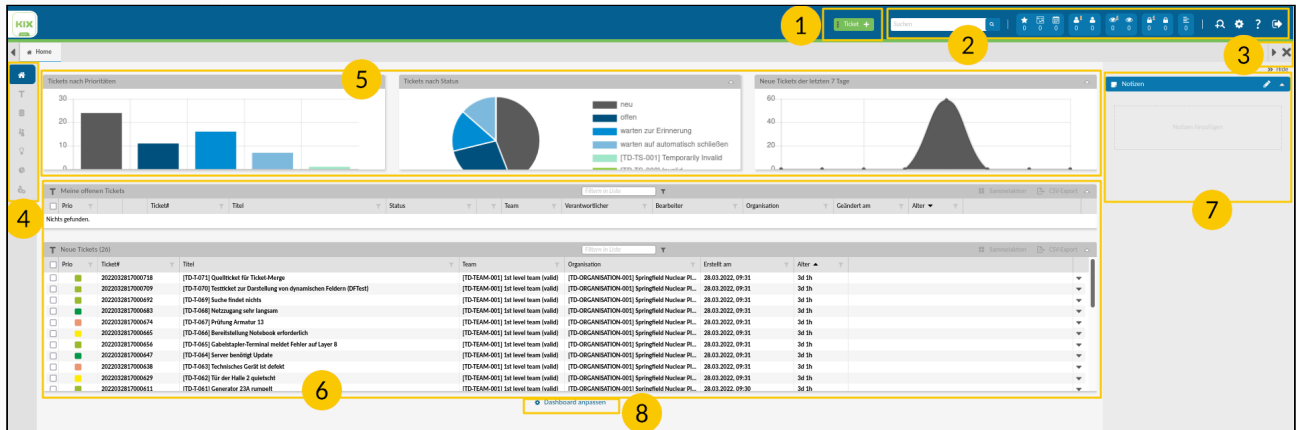 KIX
Ticket
1
Suchen
2
0 0 0 0 0 0 0 0 0 0
?
3
Home
Hide
4
Tickets nach Prioritäten
5
30
20
10
0
Tickets nach Status
neu
offen
warten zur Erinnerung
warten auf automatisch schließen
[TD-TS-001] Temporarily Invalid
Neue Tickets der letzten 7 Tage
60
40
20
0
Notizen
7
Meine offenen Tickets
Filtern in Liste
Sammelaktion CSV-Export
Prio Ticket# Titel Status Team Verantwortlicher Bearbeiter Organisation Geändert am Alter
Nichts gefunden.
Neue Tickets (26)
Filtern in Liste
Sammelaktion CSV-Export
Prio Ticket# Titel Team Organisation Erstellt am Alter
2022032817000718 [TD-T-071] Quellticket für Ticket-Merge [TD-TEAM-001] 1st level team (valid) [TD-ORGANISATION-001] Springfield Nuclear Pl... 28.03.2022, 09:31 3d 1h
2022032817000709 [TD-T-070] Testticket zur Darstellung von dynamischen Feldern (DFTest) [TD-TEAM-001] 1st level team (valid) [TD-ORGANISATION-001] Springfield Nuclear Pl... 28.03.2022, 09:31 3d 1h
2022032817000692 [TD-T-069] Suche findet nichts [TD-TEAM-001] 1st level team (valid) [TD-ORGANISATION-001] Springfield Nuclear Pl... 28.03.2022, 09:31 3d 1h
2022032817000683 [TD-T-068] Netzzugang sehr langsam [TD-TEAM-001] 1st level team (valid) [TD-ORGANISATION-001] Springfield Nuclear Pl... 28.03.2022, 09:31 3d 1h
2022032817000674 [TD-T-067] Prüfung Armatur 13 [TD-TEAM-001] 1st level team (valid) [TD-ORGANISATION-001] Springfield Nuclear Pl... 28.03.2022, 09:31 3d 1h
2022032817000665 [TD-T-066] Bereitstellung Notebook erforderlich [TD-TEAM-001] 1st level team (valid) [TD-ORGANISATION-001] Springfield Nuclear Pl... 28.03.2022, 09:31 3d 1h
2022032817000656 [TD-T-065] Gabelstapler-Terminal meldet Fehler auf Layer 8 [TD-TEAM-001] 1st level team (valid) [TD-ORGANISATION-001] Springfield Nuclear Pl... 28.03.2022, 09:31 3d 1h
2022032817000647 [TD-T-064] Server benötigt Update [TD-TEAM-001] 1st level team (valid) [TD-ORGANISATION-001] Springfield Nuclear Pl... 28.03.2022, 09:31 3d 1h
2022032817000638 [TD-T-063] Technisches Gerät ist defekt [TD-TEAM-001] 1st level team (valid) [TD-ORGANISATION-001] Springfield Nuclear Pl... 28.03.2022, 09:31 3d 1h
2022032817000629 [TD-T-062] Tür der Halle 2 quietscht [TD-TEAM-001] 1st level team (valid) [TD-ORGANISATION-001] Springfield Nuclear Pl... 28.03.2022, 09:31 3d 1h
2022032817000611 [TD-T-061] Generator 23A rumpelt [TD-TEAM-001] 1st level team (valid) [TD-ORGANISATION-001] Springfield Nuclear Pl... 28.03.2022, 09:30 3d 1h
6
Dashboard anpassen
8